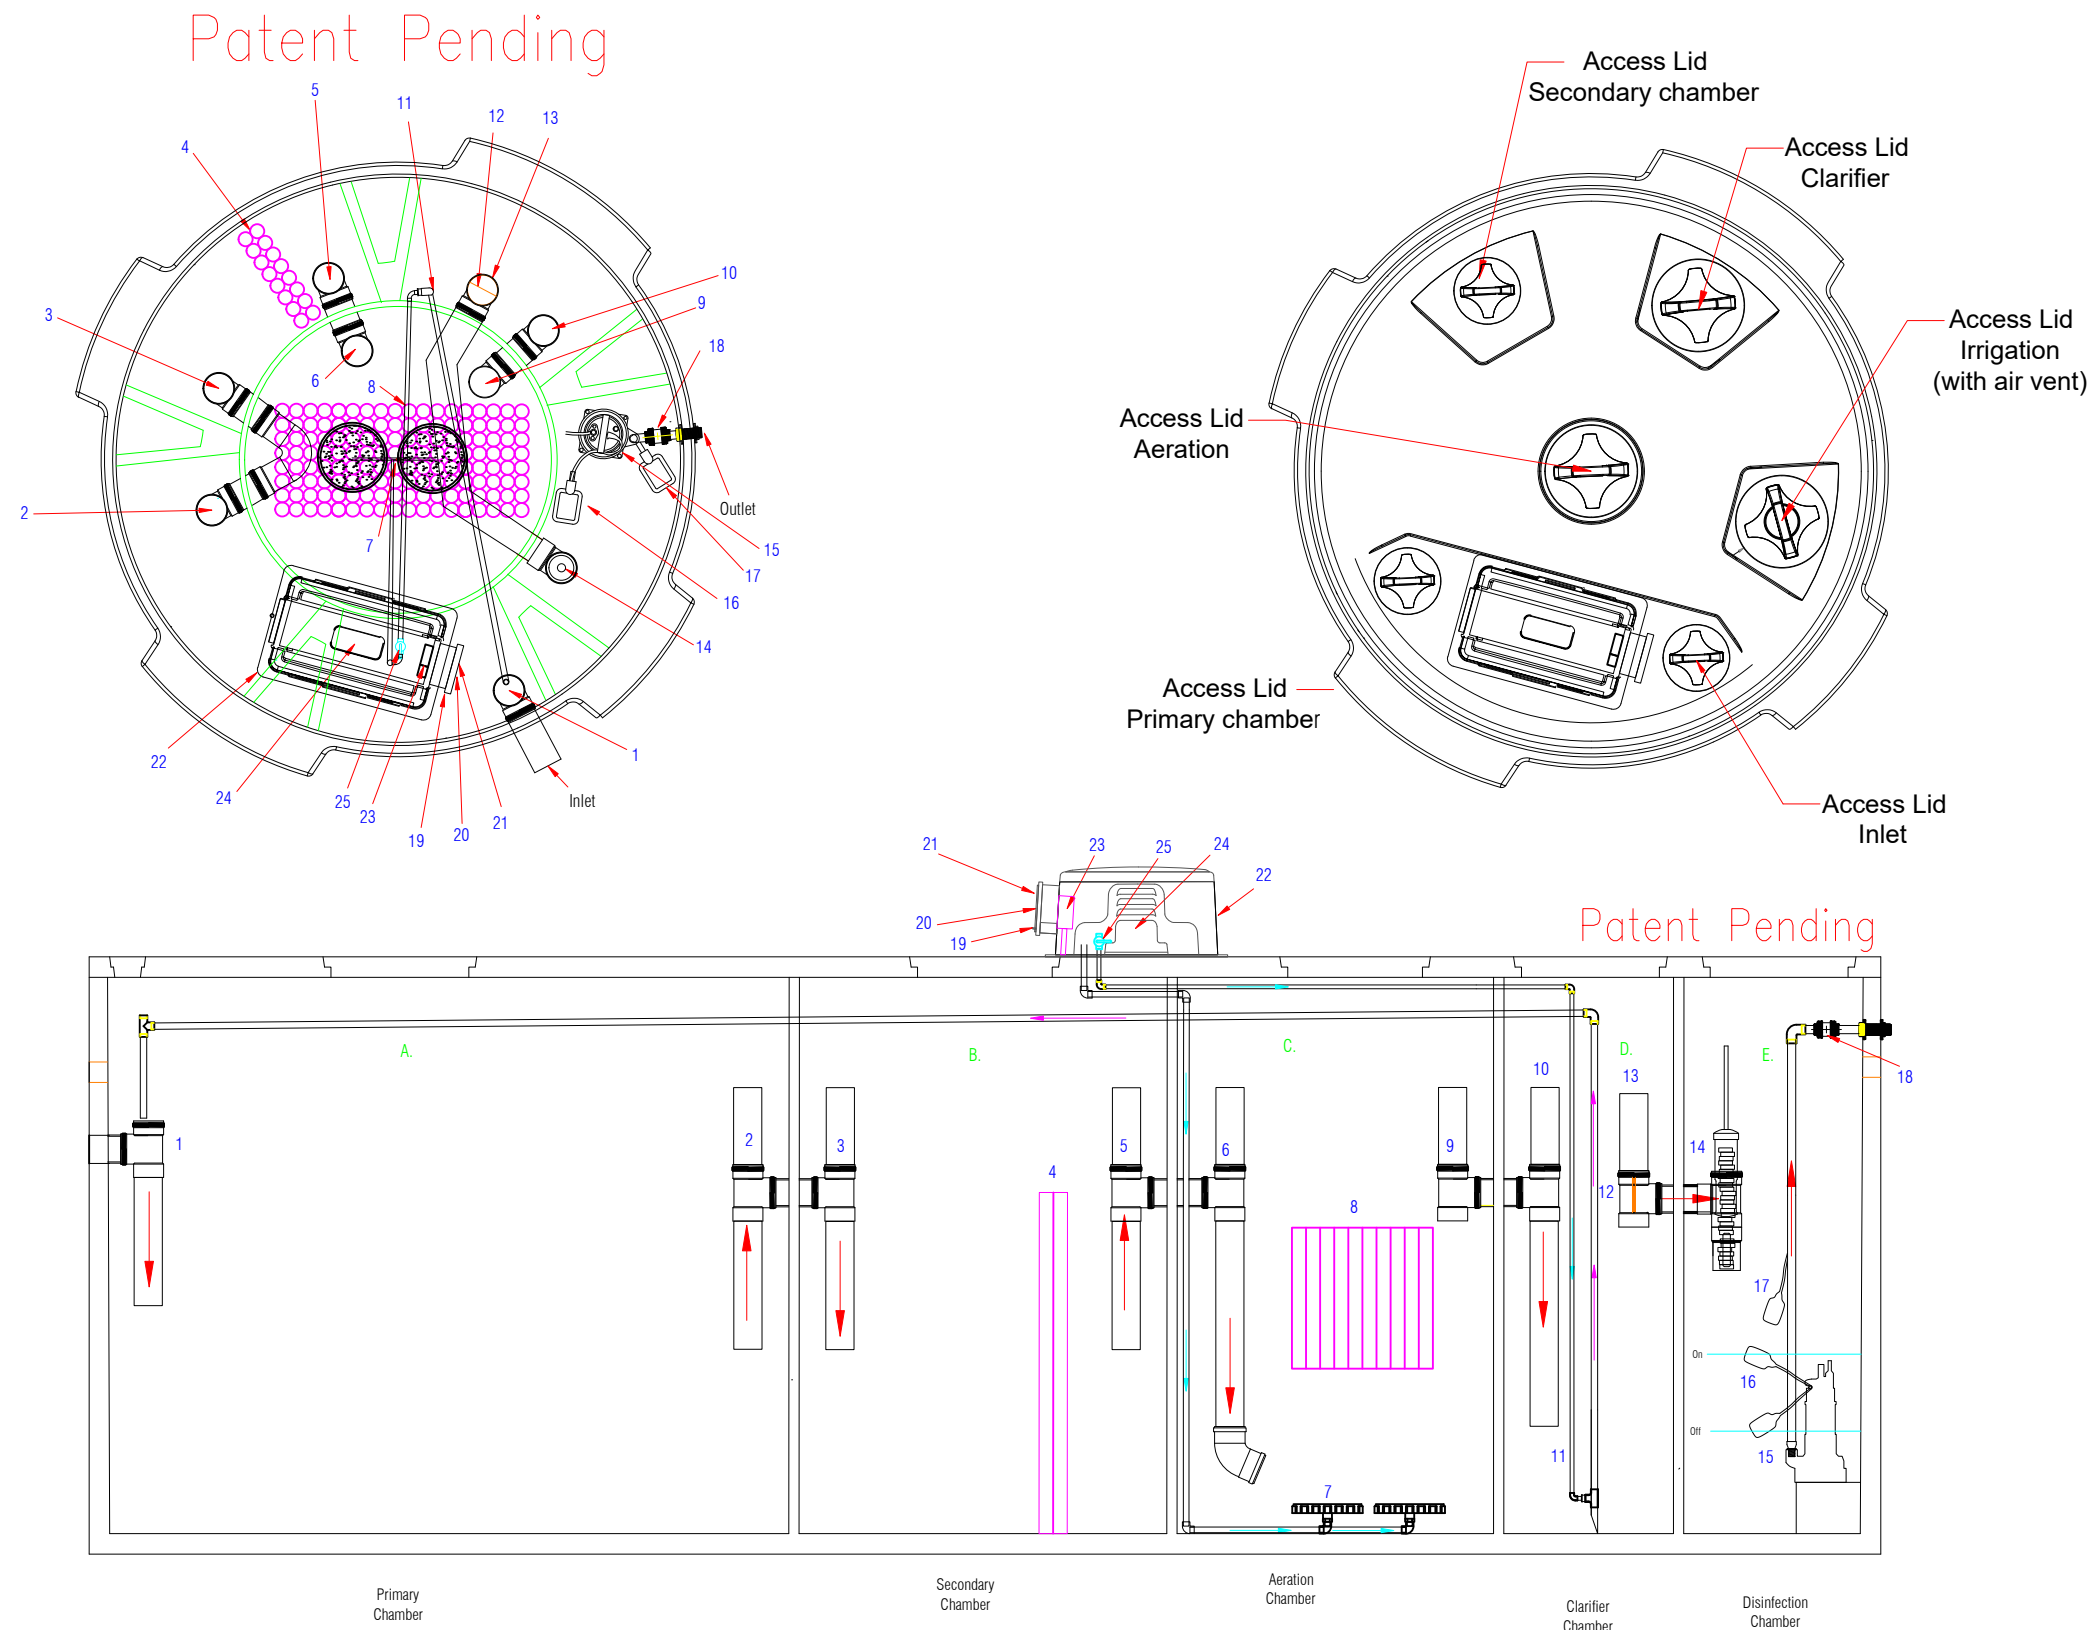 Patent Pending
5
11
12
13
4
10
3
9
18
6
8
2
7
Outlet
15
17
16
14
22
1
24
25
23
19
20
21
Inlet
Access Lid
Secondary chamber
Access Lid
Clarifier
Access Lid
Irrigation
(with air vent)
Access Lid
Aeration
Access Lid
Primary chamber
Access Lid
Inlet
21
23
25
24
22
20
19
Patent Pending
A.
B.
C.
D.
E.
18
1
2
3
4
5
6
7
8
9
10
11
12
13
14
17
On
16
Off
15
Primary
Chamber
Secondary
Chamber
Aeration
Chamber
Clarifier
Chamber
Disinfection
Chamber